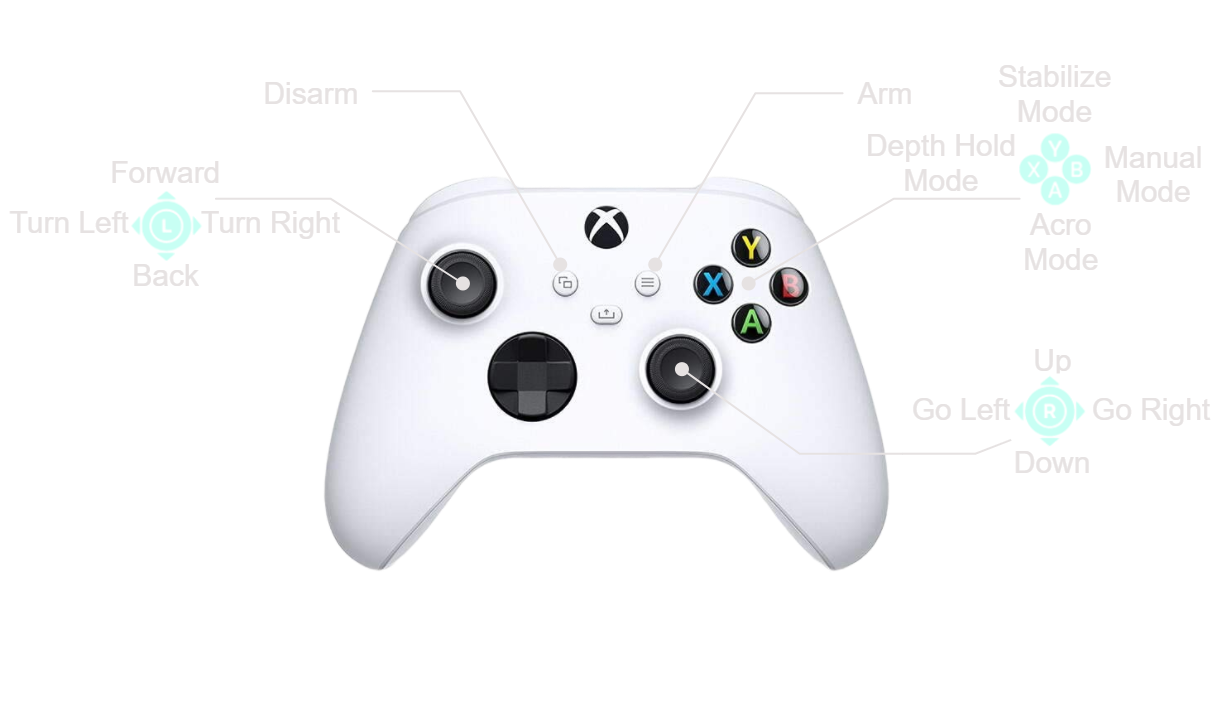 Stabilize
Mode
Disarm
Arm
Depth Hold
Mode
Y
X
B
A
Manual
Mode
Acro
Mode
Forward
Turn Left
L
Turn Right
Back
Y
X
B
A
Up
Go Left
R
Go Right
Down